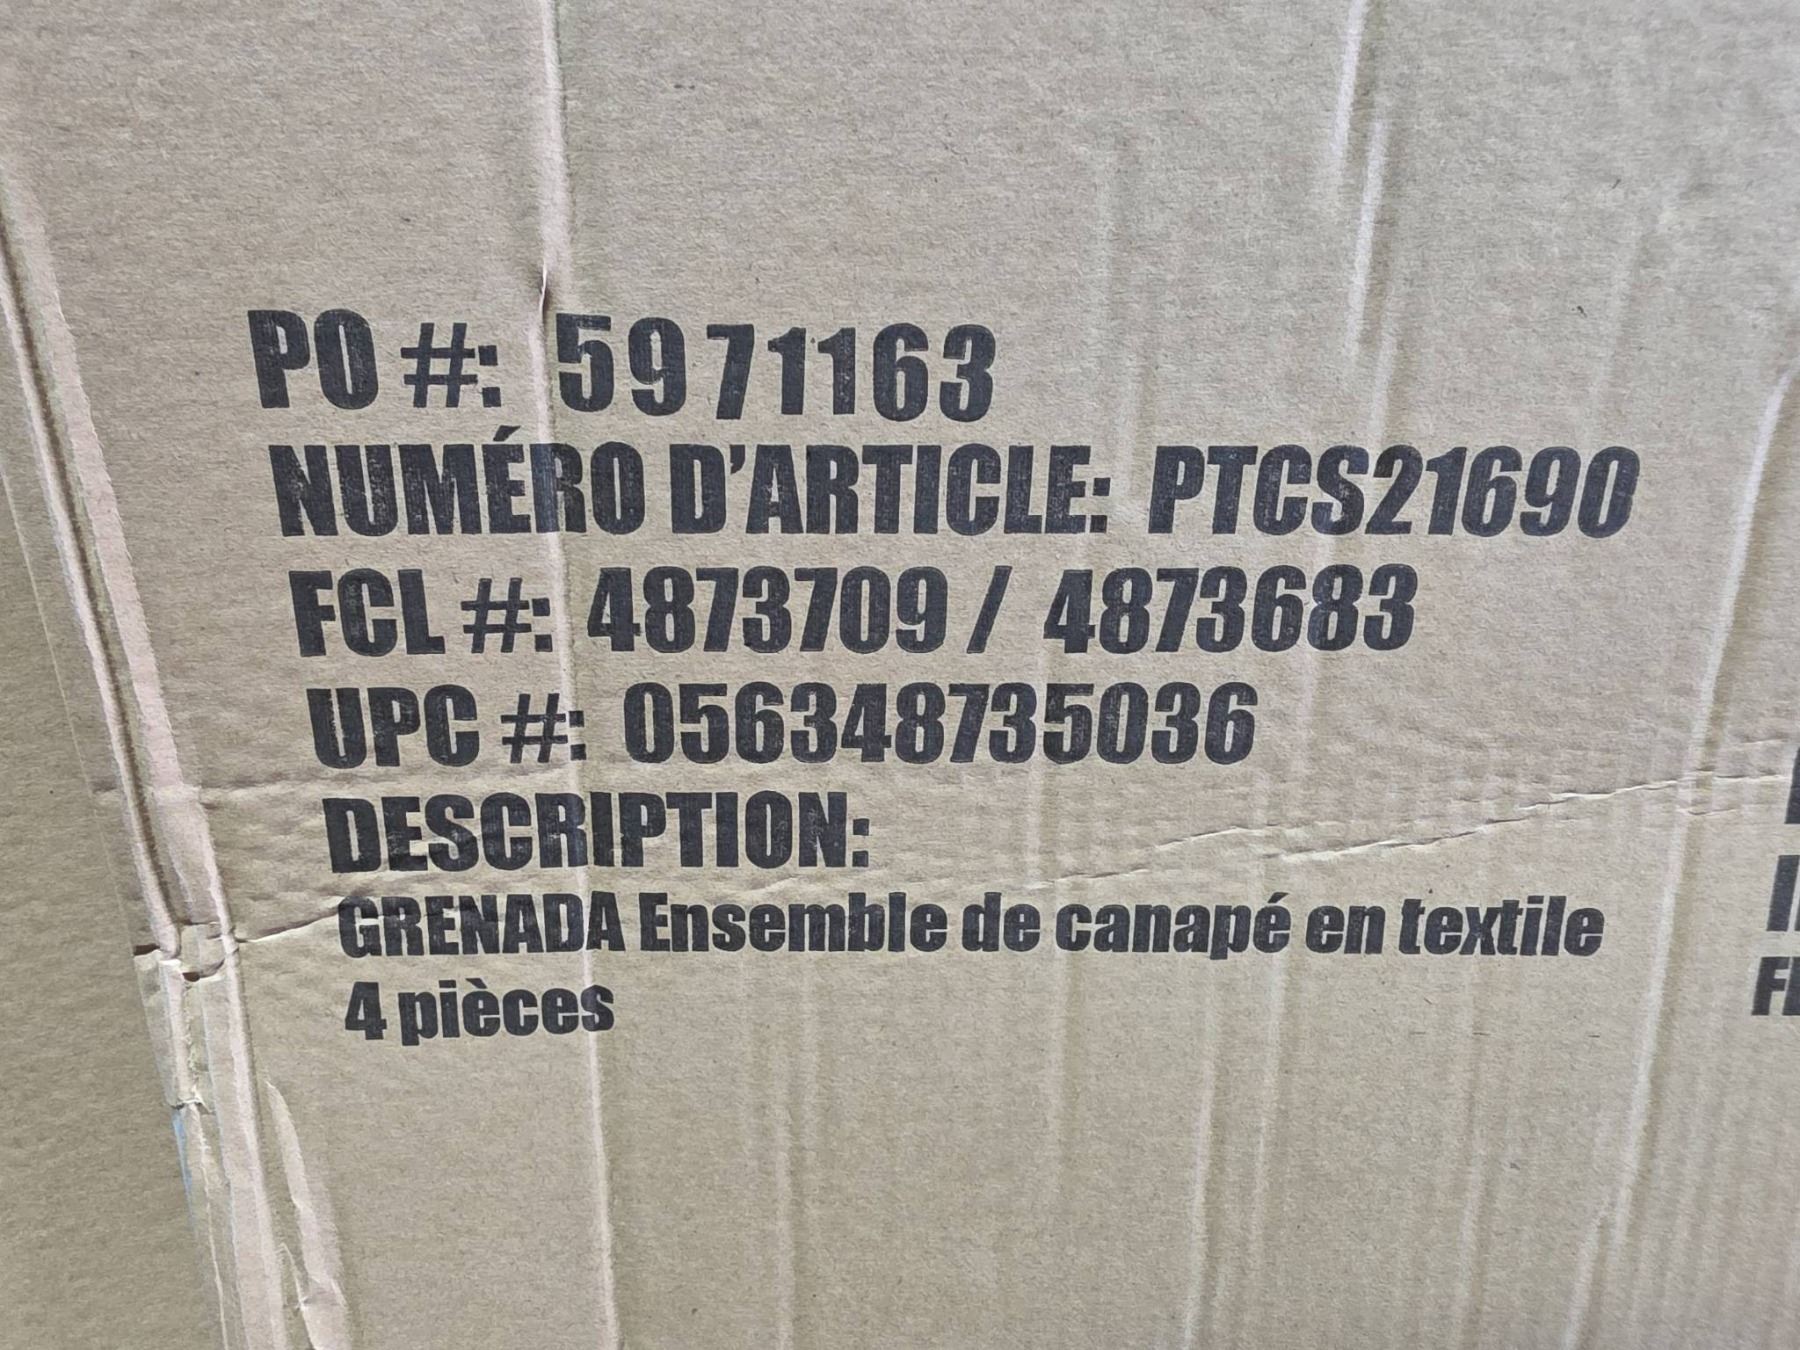 PO #: 5971163
NUMÉRO D'ARTICLE: PTCS21690
FCL #: 4873709 / 4873683
UPC #: 056348735036
DESCRIPTION:
GRENADA Ensemble de canapé en textile
4 pièces